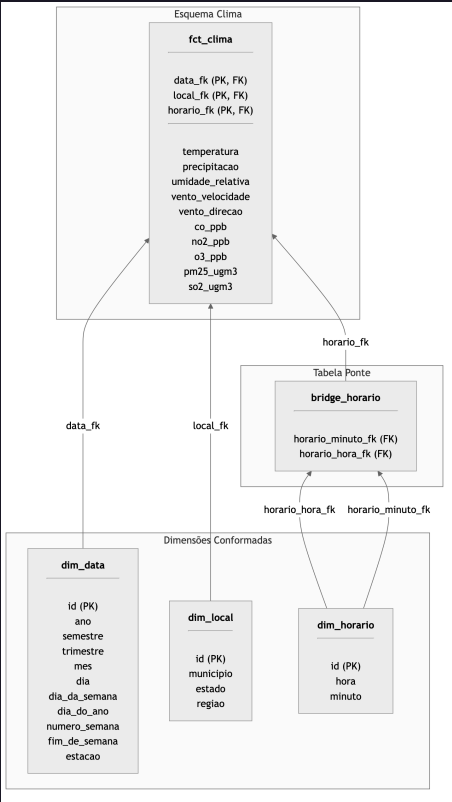 Esquema Clima
fct_clima
data_fk (PK, FK)
local_fk (PK, FK)
horario_fk (PK, FK)
temperatura
precipitacao
umidade_relativa
vento_velocidade
vento_direcao
co_ppb
no2_ppb
o3_ppb
pm25_ugm3
so2_ugm3
horario_fk
Tabela Ponte
bridge_horario
horario_minuto_fk (FK)
horario_hora_fk (FK)
data_fk
local_fk
horario_hora_fk
horario_minuto_fk
Dimensões Conformadas
dim_data
id (PK)
ano
semestre
trimestre
mes
dia
dia_da_semana
dia_do_ano
numero_semana
fim_de_semana
estacao
dim_local
id (PK)
municipio
estado
regiao
dim_horario
id (PK)
hora
minuto